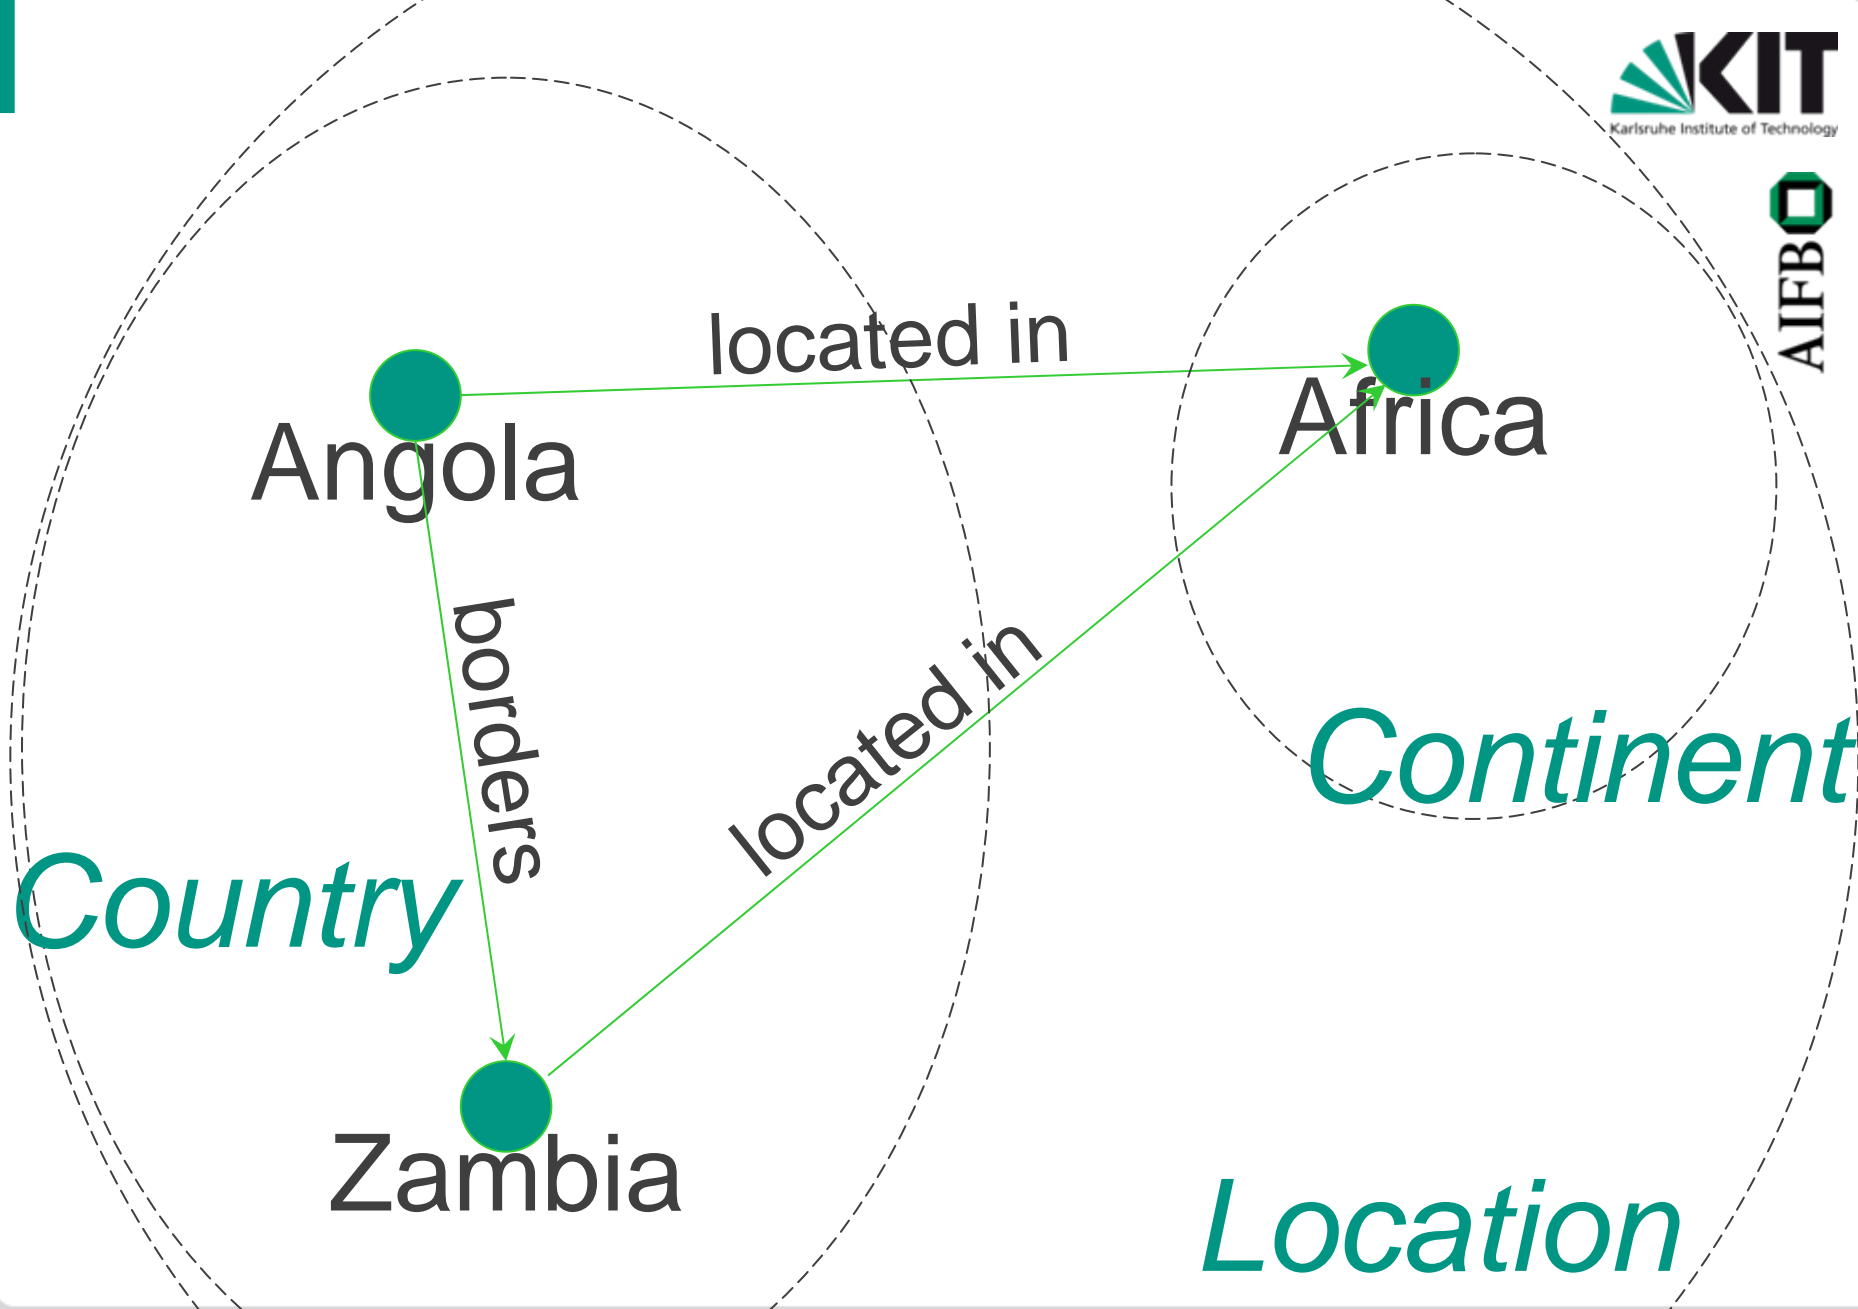 KIT
Karlsruhe Institute of Technology
AIFB
located in
Africa
Angola
borders
located in
Continent
Country
Zambia
Location